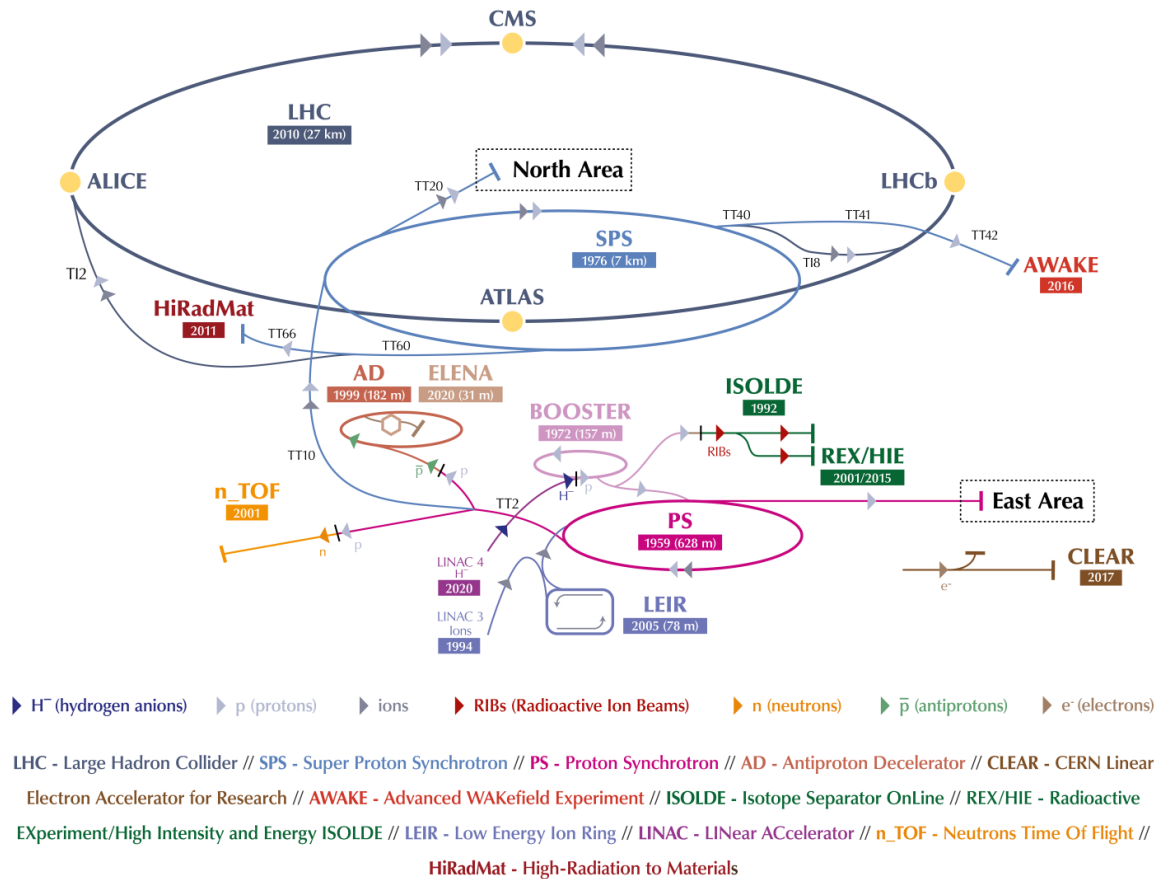 CMS
LHC
2010 (27 km)
North Area
TT20
ALICE
LHCb
TT40
TT41
TT42
SPS
1976 (7 km)
TI8
AWAKE
2016
TI2
HiRadMat
2011
ATLAS
TT66
TT60
AD
1999 (182 m)
ELENA
2020 (31 m)
ISOLDE
1992
BOOSTER
1972 (157 m)
RIBs
REX/HIE
2001/2015
TT10
p̅
p
H⁻
p
n_TOF
2001
TT2
East Area
PS
1959 (628 m)
n
p
LINAC 4
H⁻
2020
CLEAR
2017
e-
LINAC 3
Ions
1994
LEIR
2005 (78 m)
H⁻ (hydrogen anions)
p (protons)
ions
RIBs (Radioactive Ion Beams)
n (neutrons)
p̅ (antiprotons)
e- (electrons)
LHC - Large Hadron Collider // SPS - Super Proton Synchrotron // PS - Proton Synchrotron // AD - Antiproton Decelerator // CLEAR - CERN Linear
Electron Accelerator for Research // AWAKE - Advanced WAKefield Experiment // ISOLDE - Isotope Separator OnLine // REX/HIE - Radioactive
EXperiment/High Intensity and Energy ISOLDE // LEIR - Low Energy Ion Ring // LINAC - LINear ACcelerator // n_TOF - Neutrons Time Of Flight //
HiRadMat - High-Radiation to Materials